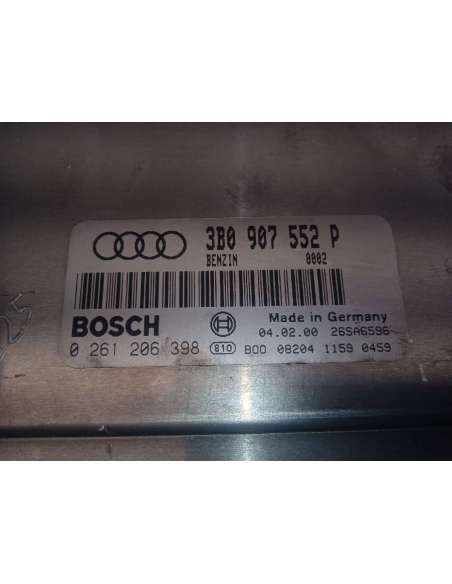 3B0 907 552 P
BENZIN 0002
BOSCH
Made in Germany
04.02.00 26SA6596
0 261 206 398 810 B00 08204 1159 0459